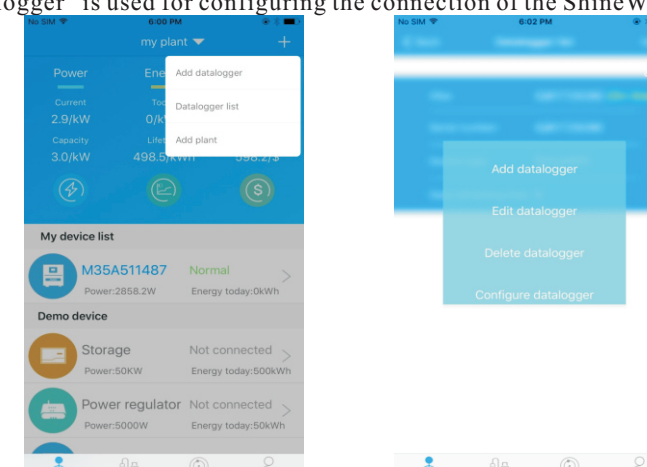 ogger" is used for configuring the connection of the ShineW
No SIM 6:00 PM
my plant
Power Ene
Add datalogger
Current
2.9/kW 0/k
Datalogger list
Capacity Lifet
Add plant
3.0/kW 498.5/kWh 598.2/$
My device list
M35A511487 Normal
Power:2858.2W Energy today:0kWh
Demo device
Storage Not connected
Power:50KW Energy today:500kWh
Power regulator Not connected
Power:5000W Energy today:50kWh
No SIM 6:02 PM
Add datalogger
Edit datalogger
Delete datalogger
Configure datalogger